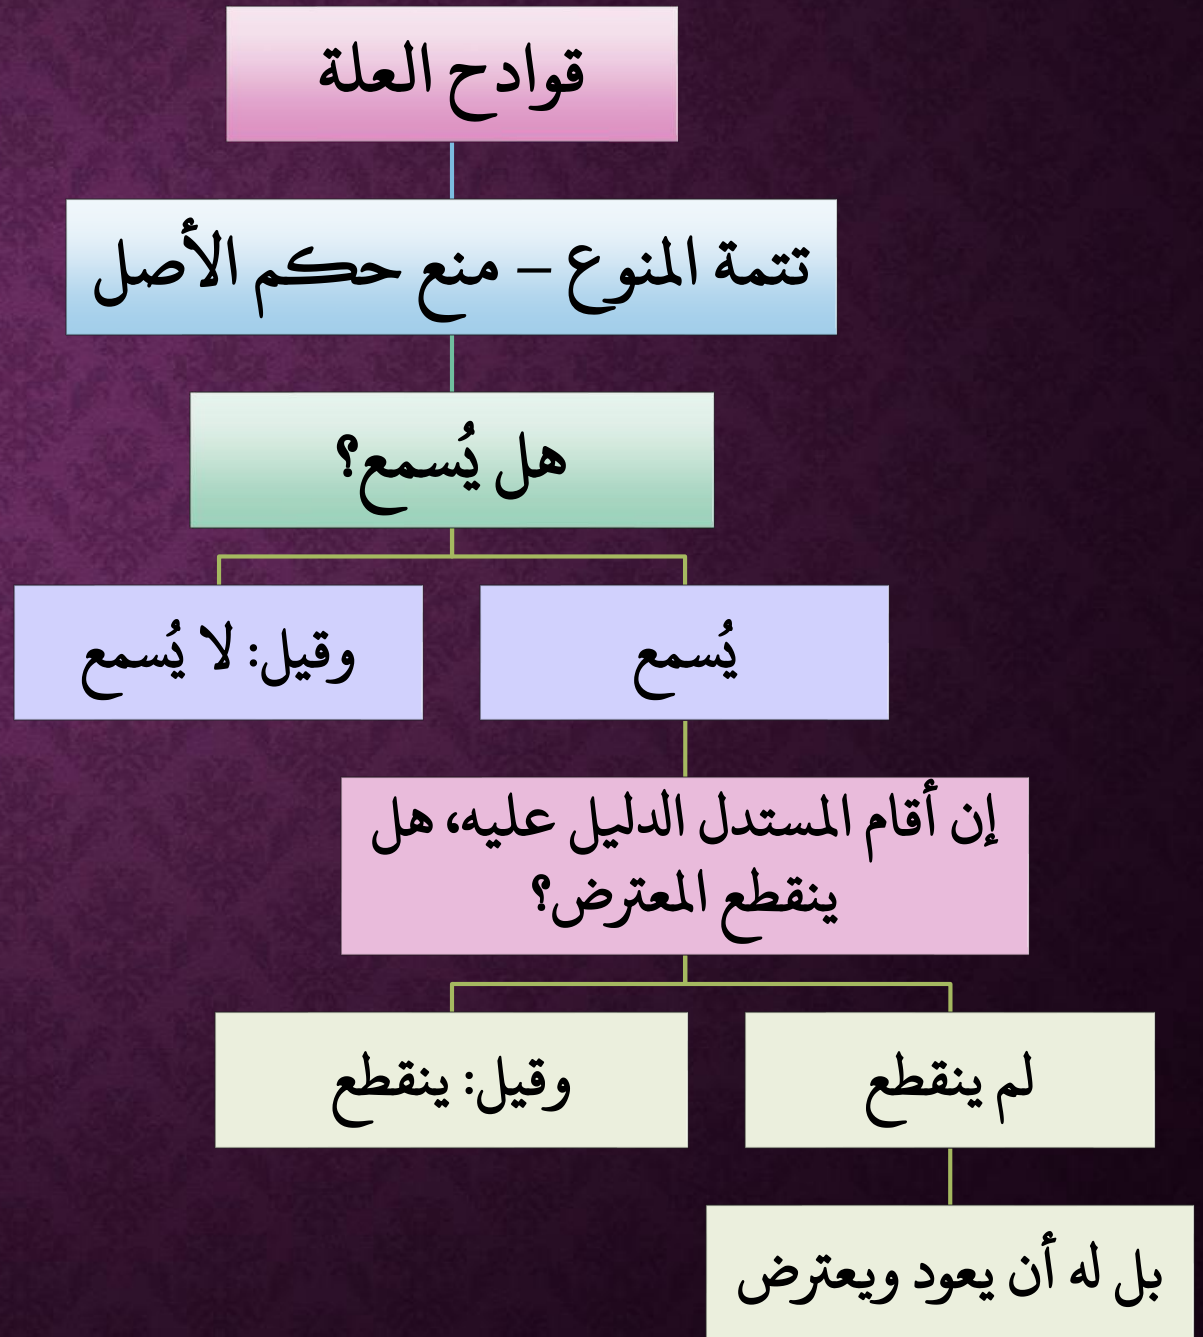 قوادح العلة
تتمة المنوع – منع حكم الأصل
هل يُسمع؟
يُسمع
وقيل: لا يُسمع
إن أقام المستدل الدليل عليه، هل
ينقطع المعترض؟
لم ينقطع
وقيل: ينقطع
بل له أن يعود ويعترض